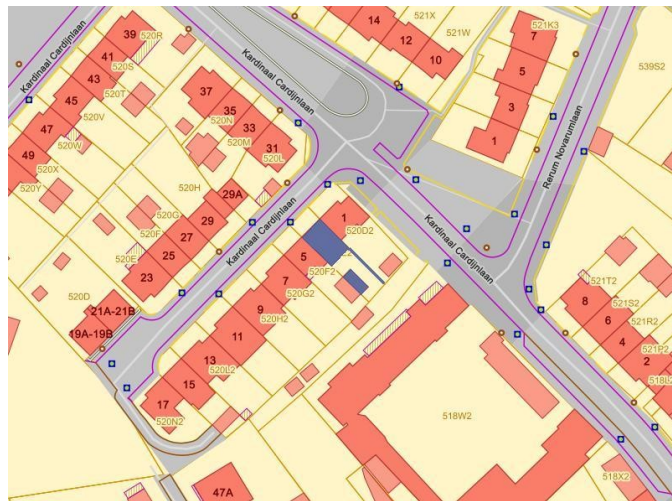 39
520R
41
520S
43
520T
45
520V
47
520W
49
520X
520Y
Kardinaal Cardijnlaan
Kardinaal Cardijnlaan
14
521X
12
521W
10
521K3
7
5
3
1
539S2
Rerum Novarumlaan
37
35
520N
33
520M
31
520L
520H
29A
29
520G
27
520F
25
520E
23
Kardinaal Cardijnlaan
Kardinaal Cardijnlaan
1
520D2
5
520F2
7
520G2
9
520H2
11
13
520L2
15
17
520N2
520D
21A-21B
19A-19B
521T2
8
521S2
6
521R2
4
521P2
2
518L2
518W2
518X2
47A